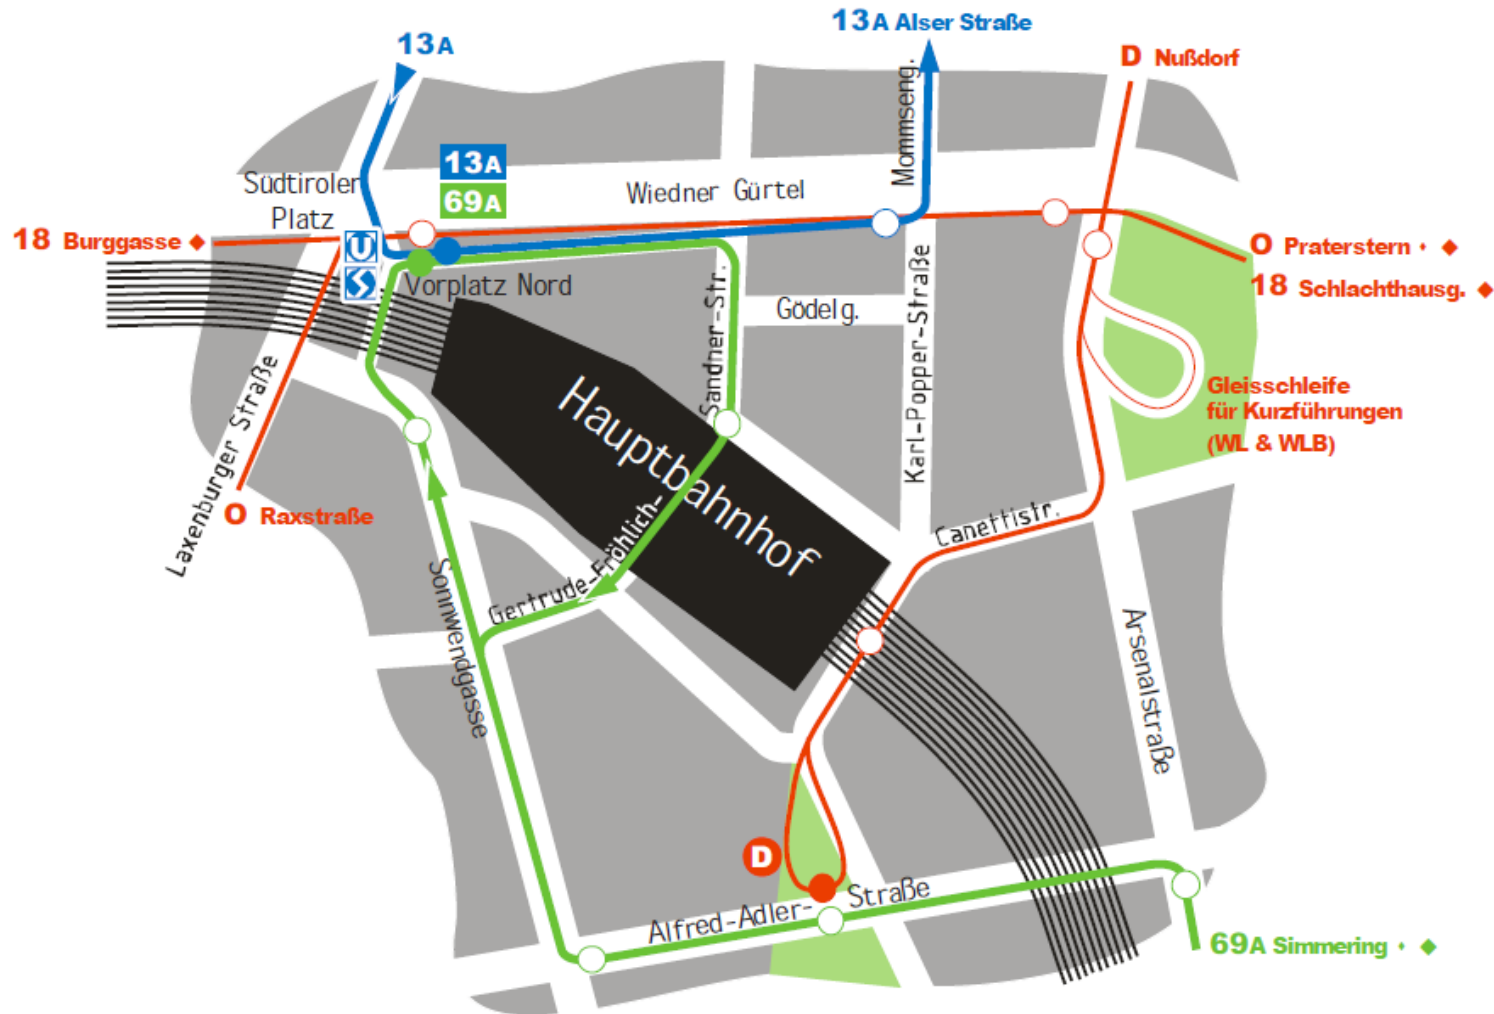 13A Alser Straße
13A
D Nußdorf
Mommseng.
13A
69A
Südtiroler
Platz
Wiedner Gürtel
18 Burggasse ◆
U
S
Vorplatz Nord
O Praterstern · ◆
18 Schlachthausg. ◆
Gödelg.
Sandner-Str.
Karl-Popper-Straße
Laxenburger Straße
Hauptbahnhof
Gleisschleife
für Kurzführungen
(WL & WLB)
O Raxstraße
Canettistr.
Gertrude-Fröhlich-
Sonnwendgasse
Arsenalstraße
D
Alfred-Adler- Straße
69A Simmering · ◆